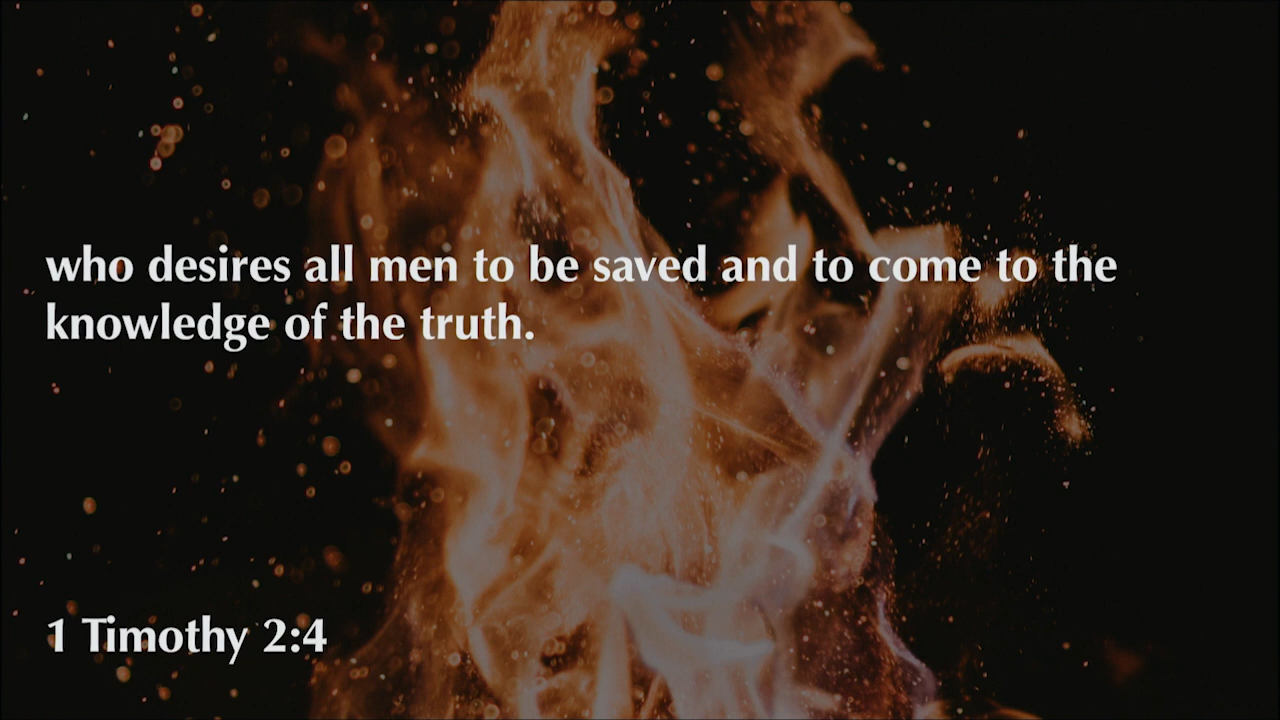 who desires all men to be saved and to come to the
knowledge of the truth.
1 Timothy 2:4